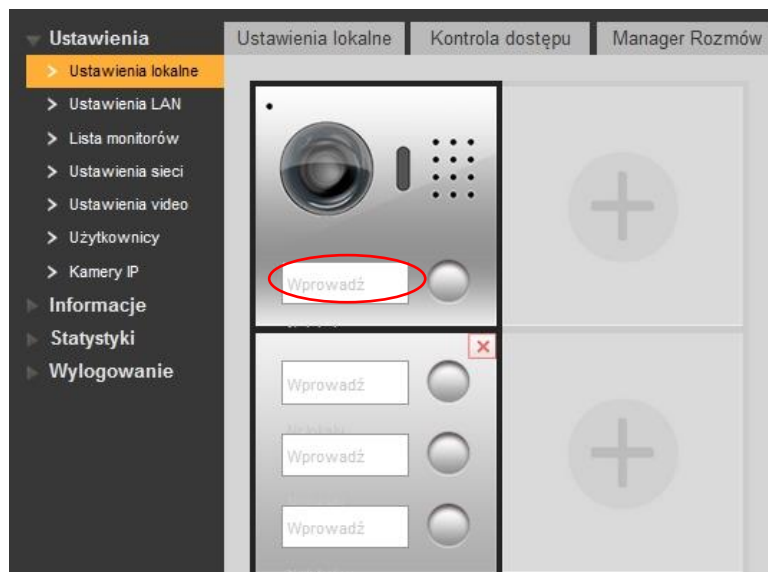 Ustawienia
Ustawienia lokalne
Ustawienia LAN
Lista monitorów
Ustawienia sieci
Ustawienia video
Użytkownicy
Kamery IP
Informacje
Statystyki
Wylogowanie
Ustawienia lokalne Kontrola dostępu Manager Rozmów
Wprowadź
Wprowadź
Wprowadź
Wprowadź